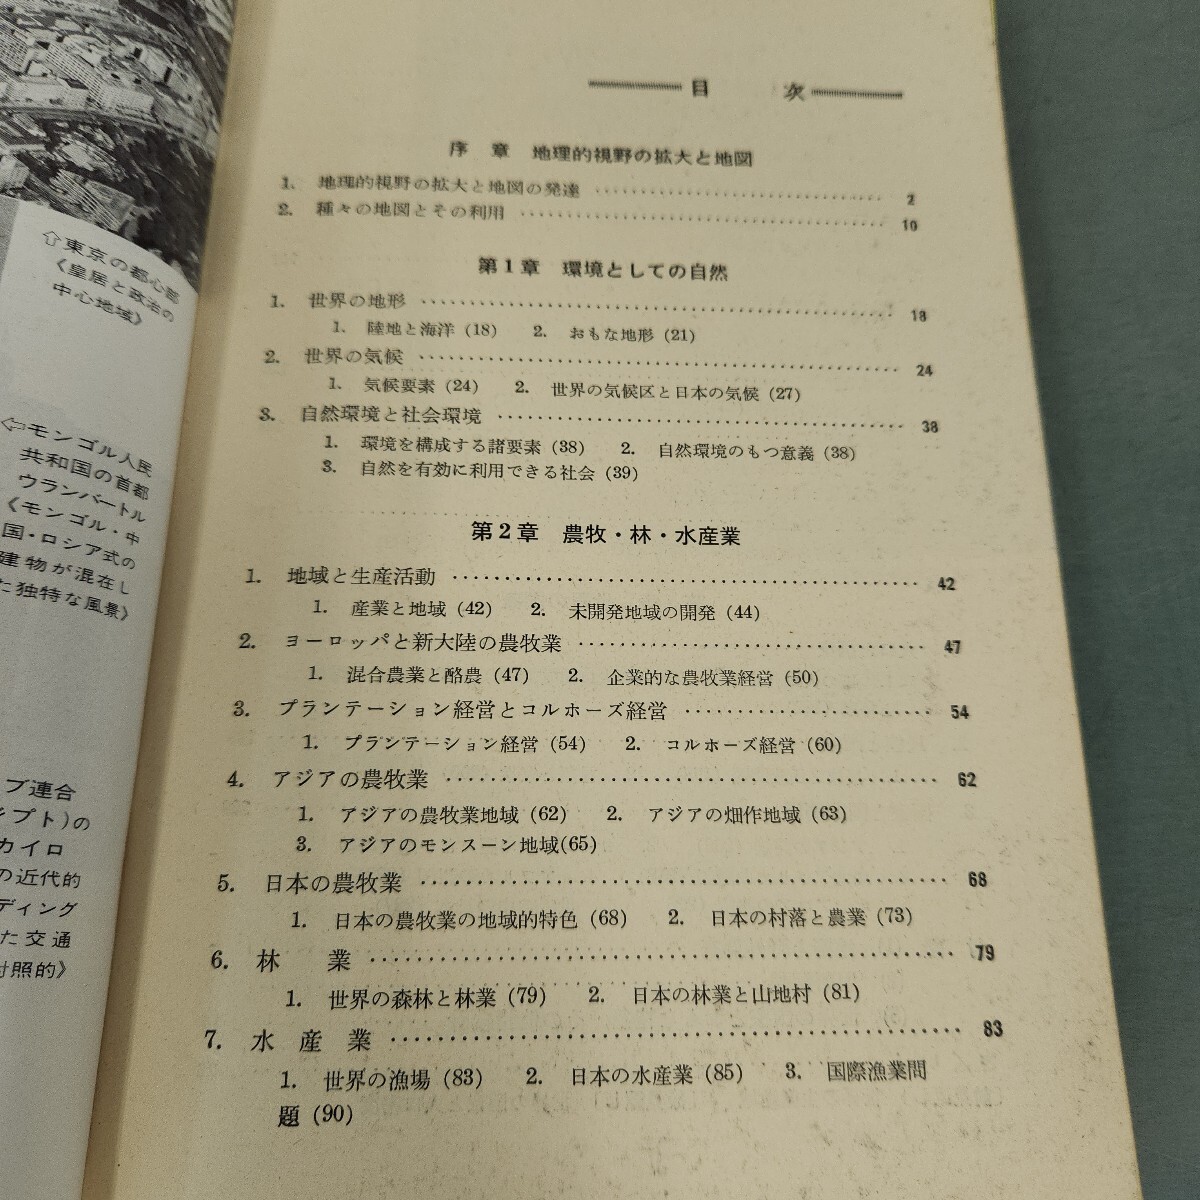 ⇧東京の都心部
《皇居と政治の
中心地域》
⇦モンゴル人民
共和国の首都
ウランバートル
《モンゴル・中
国・ロシア式の
建物が混在し
た独特な風景》
ブ連合
プト)の
カイロ
の近代的
ディング
た交通
対照的》
目 次
序 章 地理的視野の拡大と地図
1. 地理的視野の拡大と地図の発達 2
2. 種々の地図とその利用 10
第1章 環境としての自然
1. 世界の地形 18
1. 陸地と海洋 (18) 2. おもな地形 (21)
2. 世界の気候 24
1. 気候要素 (24) 2. 世界の気候区と日本の気候 (27)
3. 自然環境と社会環境 38
1. 環境を構成する諸要素 (38) 2. 自然環境のもつ意義 (38)
3. 自然を有効に利用できる社会 (39)
第2章 農牧・林・水産業
1. 地域と生産活動 42
1. 産業と地域 (42) 2. 未開発地域の開発 (44)
2. ヨーロッパと新大陸の農牧業 47
1. 混合農業と酪農 (47) 2. 企業的な農牧業経営 (50)
3. プランテーション経営とコルホーズ経営 54
1. プランテーション経営 (54) 2. コルホーズ経営 (60)
4. アジアの農牧業 62
1. アジアの農牧業地域 (62) 2. アジアの畑作地域 (63)
3. アジアのモンスーン地域(65)
5. 日本の農牧業 68
1. 日本の農牧業の地域的特色 (68) 2. 日本の村落と農業 (73)
6. 林 業 79
1. 世界の森林と林業 (79) 2. 日本の林業と山地村 (81)
7. 水産業 83
1. 世界の漁場 (83) 2. 日本の水産業 (85) 3. 国際漁業問
題 (90)